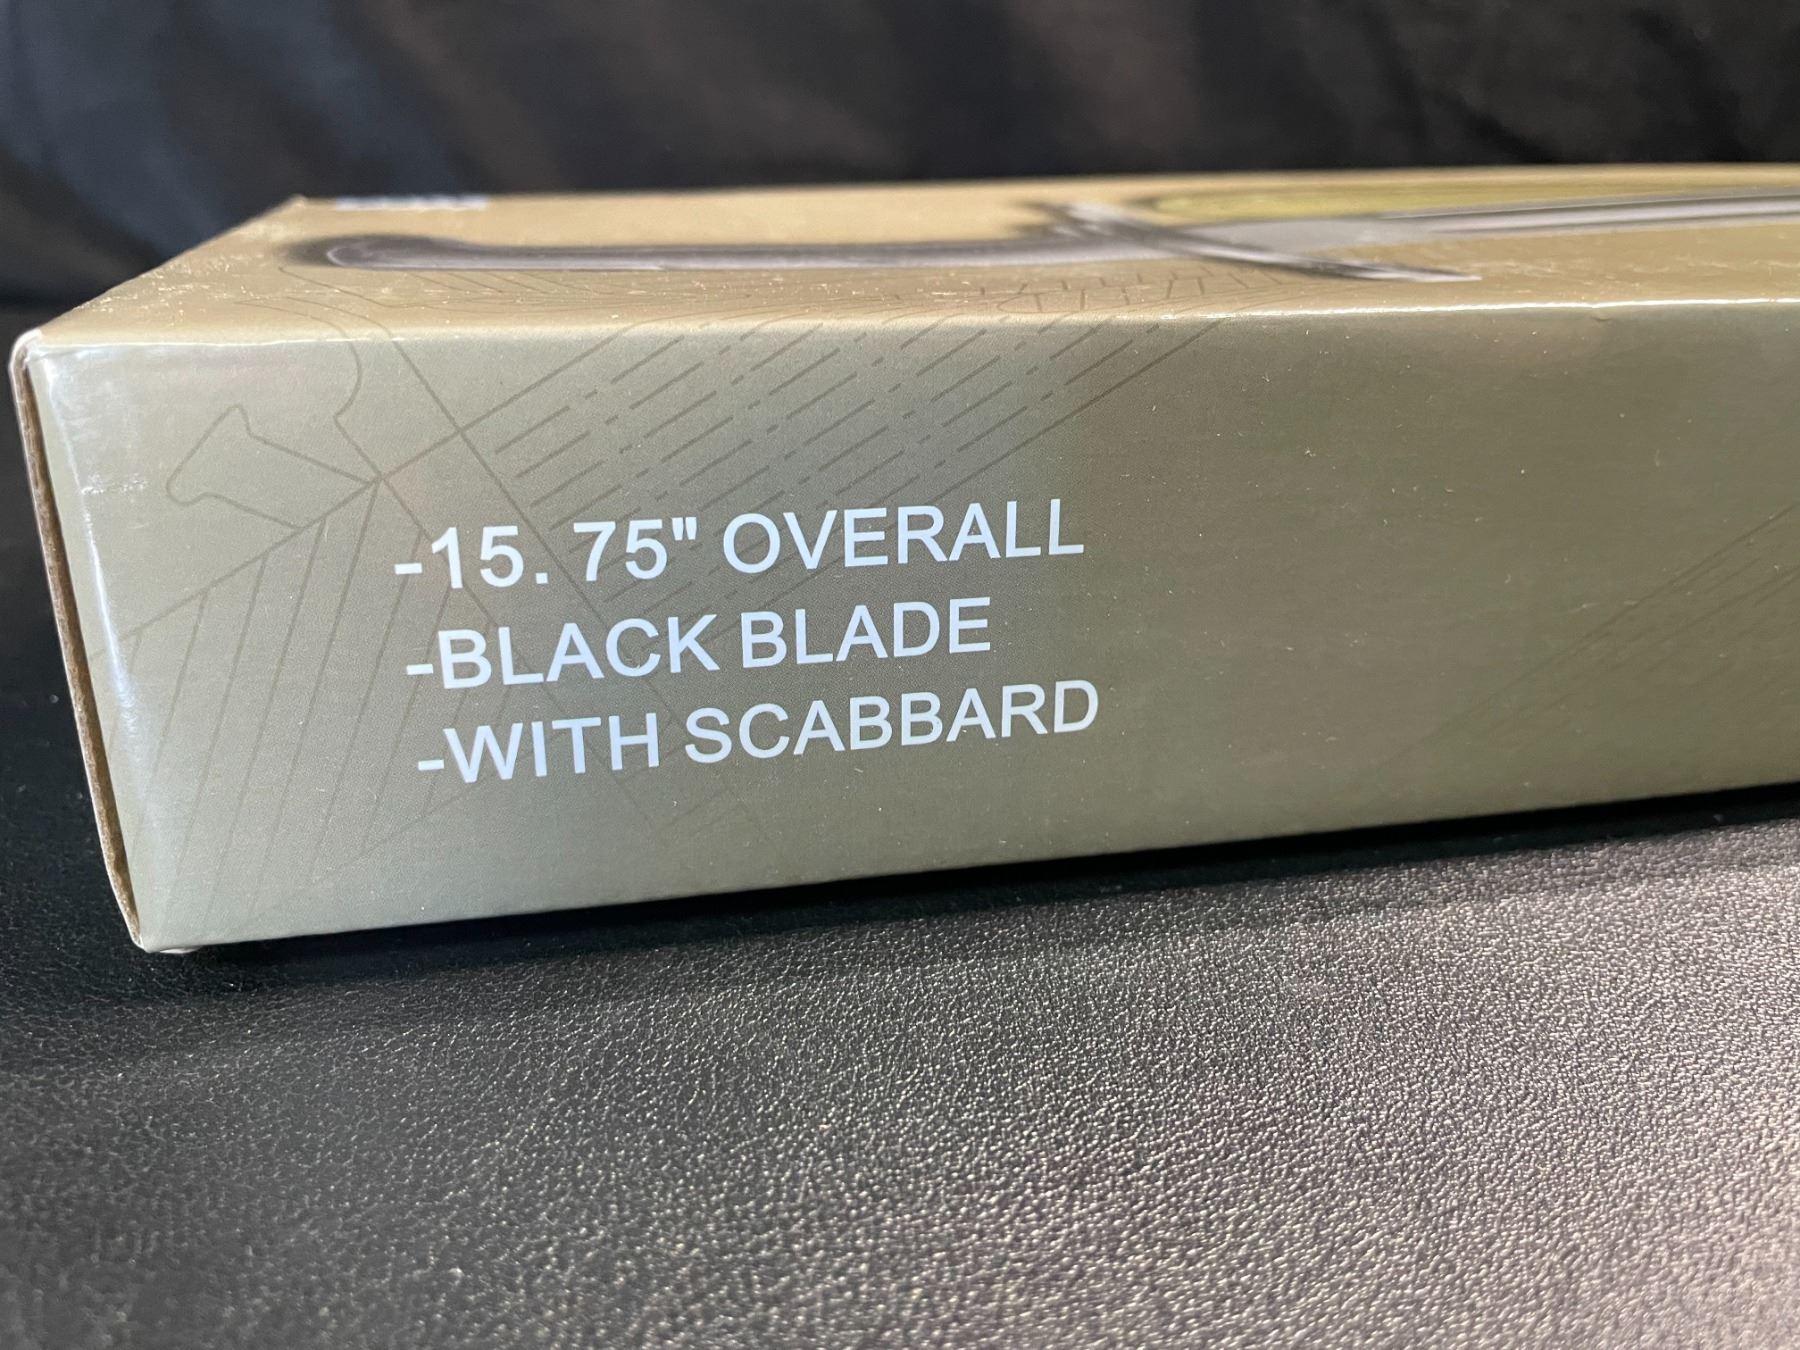 -15.75" OVERALL
-BLACK BLADE
-WITH SCABBARD